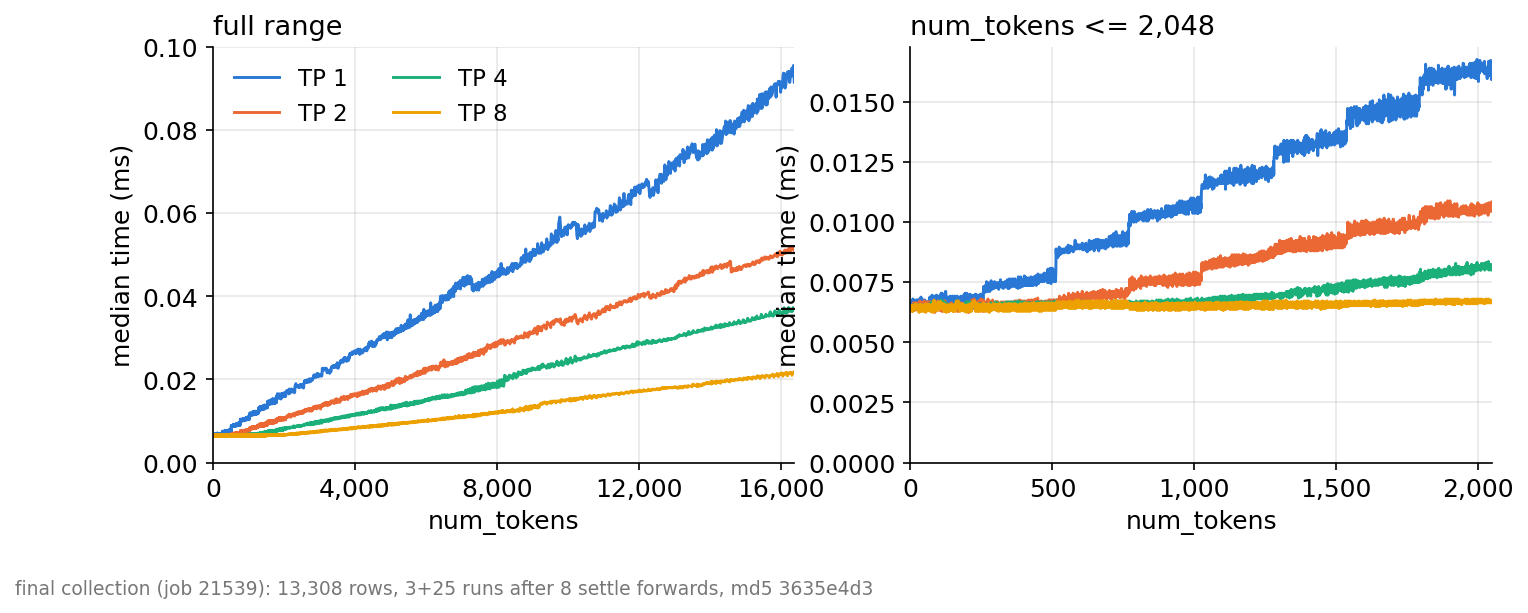 full range
median time (ms)
0.10
0.08
0.06
0.04
0.02
0.00
TP 1
TP 2
TP 4
TP 8
0
4,000
8,000
12,000
16,000
num_tokens
num_tokens <= 2,048
median time (ms)
0.0150
0.0125
0.0100
0.0075
0.0050
0.0025
0.0000
0
500
1,000
1,500
2,000
num_tokens
final collection (job 21539): 13,308 rows, 3+25 runs after 8 settle forwards, md5 3635e4d3